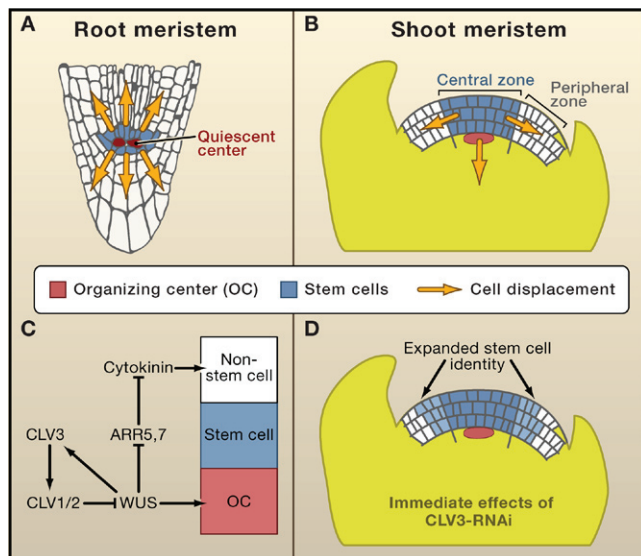 A
Root meristem
Quiescent
center
B
Shoot meristem
Central zone
Peripheral
zone
Organizing center (OC)
Stem cells
Cell displacement
C
Cytokinin
Non-
stem cell
CLV3
ARR5,7
Stem cell
CLV1/2
WUS
OC
D
Expanded stem cell
identity
Immediate effects of
CLV3-RNAi